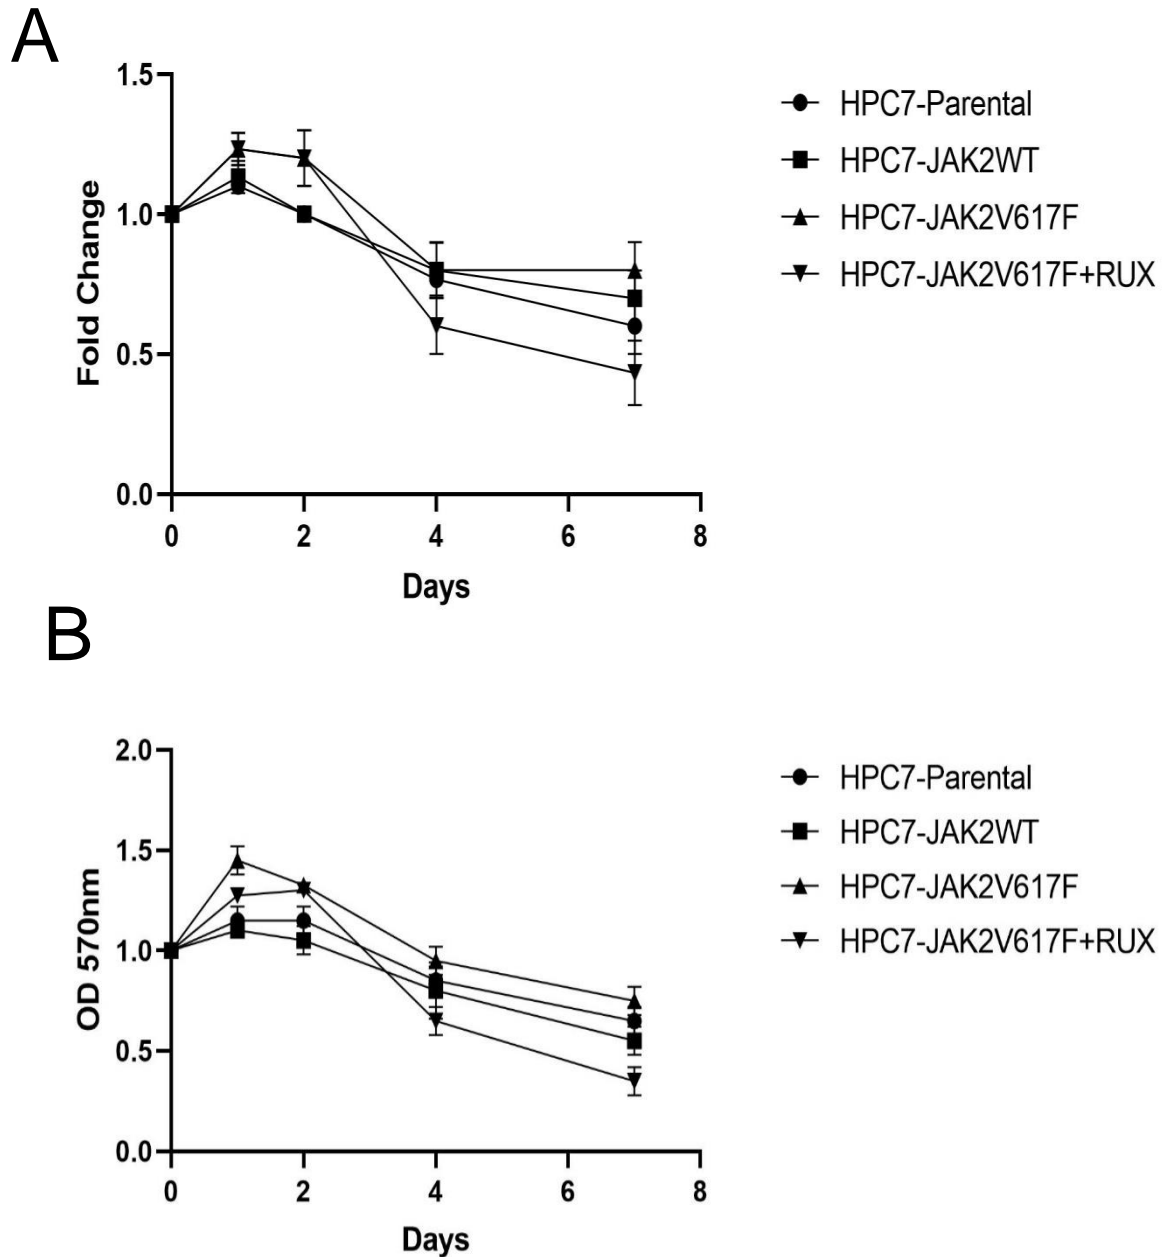 A
1.5
1.0
0.5
0.0
Fold Change
0 2 4 6 8
Days
HPC7-Parental
HPC7-JAK2WT
HPC7-JAK2V617F
HPC7-JAK2V617F+RUX
B
2.0
1.5
1.0
0.5
0.0
OD 570nm
0 2 4 6 8
Days
HPC7-Parental
HPC7-JAK2WT
HPC7-JAK2V617F
HPC7-JAK2V617F+RUX